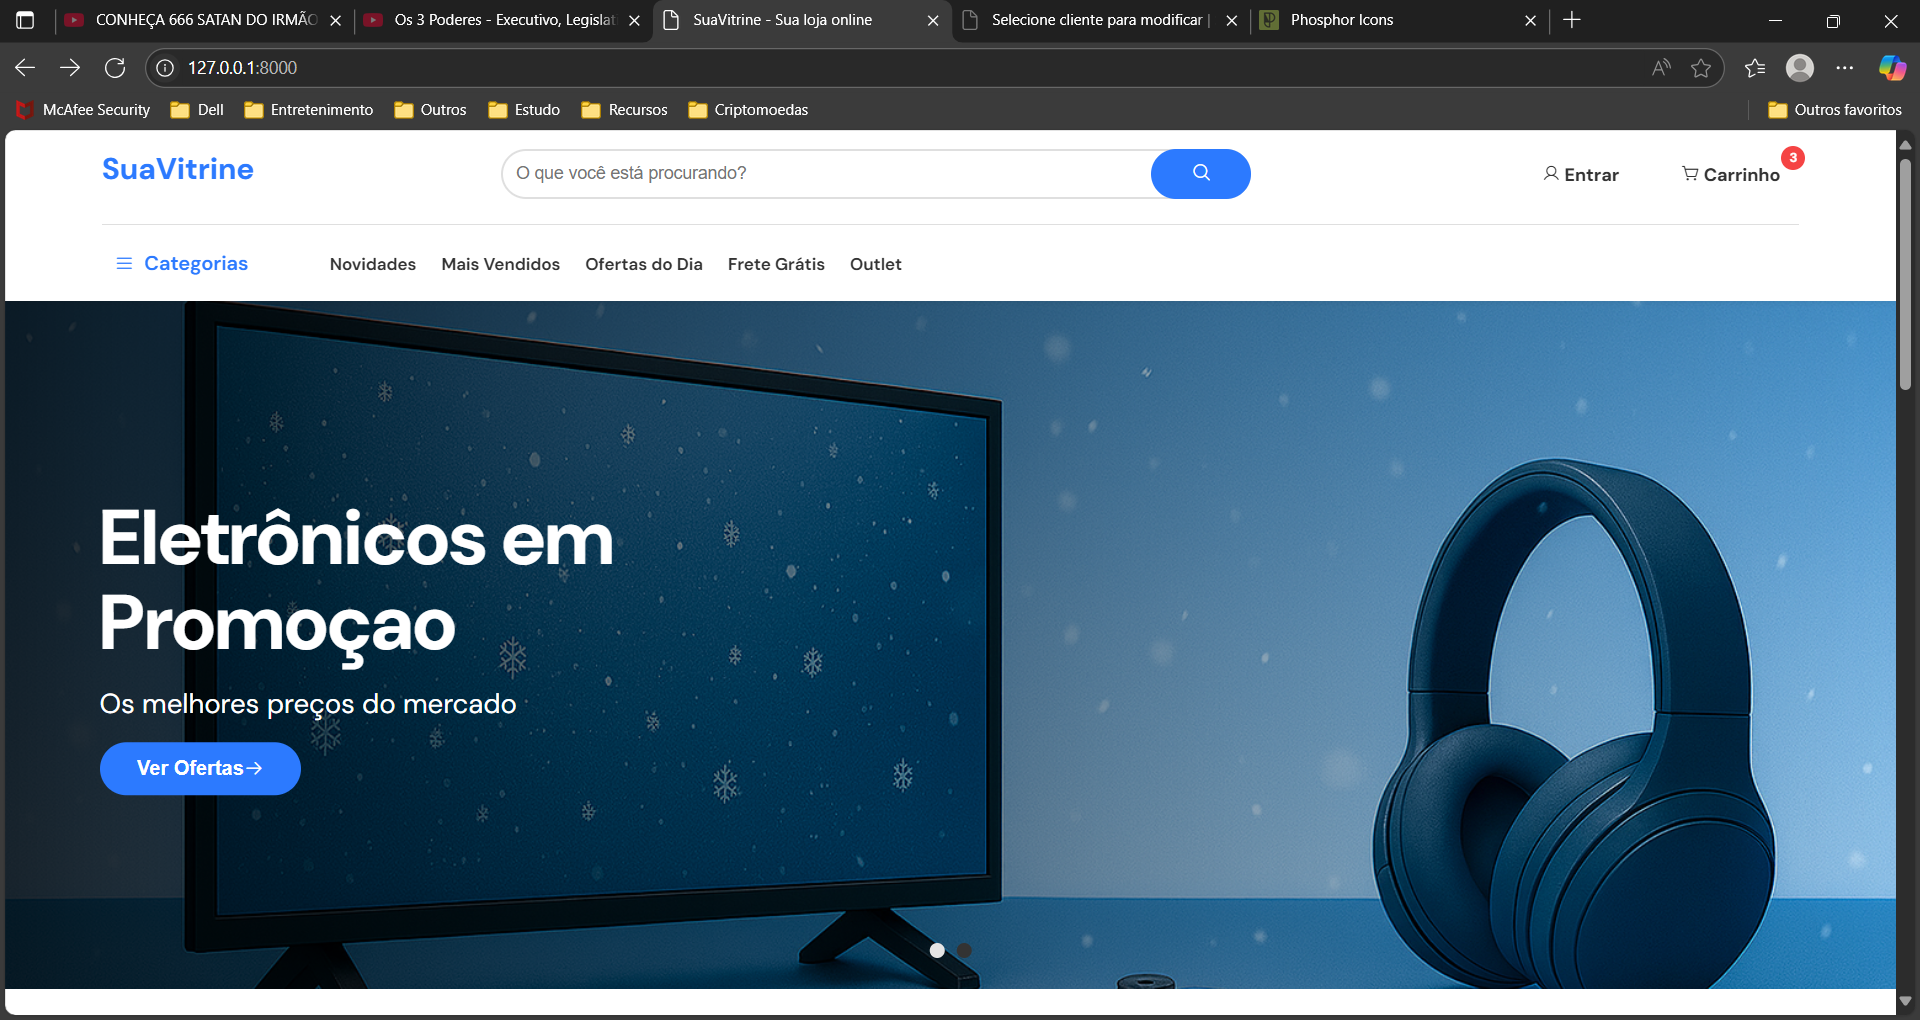 CONHEÇA 666 SATAN DO IRMÃO
Os 3 Poderes - Executivo, Legislat
SuaVitrine - Sua loja online
Selecione cliente para modificar |
Phosphor Icons
127.0.0.1:8000
McAfee Security
Dell
Entretenimento
Outros
Estudo
Recursos
Criptomoedas
Outros favoritos
SuaVitrine
O que você está procurando?
Entrar
Carrinho
3
Categorias
Novidades
Mais Vendidos
Ofertas do Dia
Frete Grátis
Outlet
Eletrônicos em
Promoçao
Os melhores preços do mercado
Ver Ofertas→